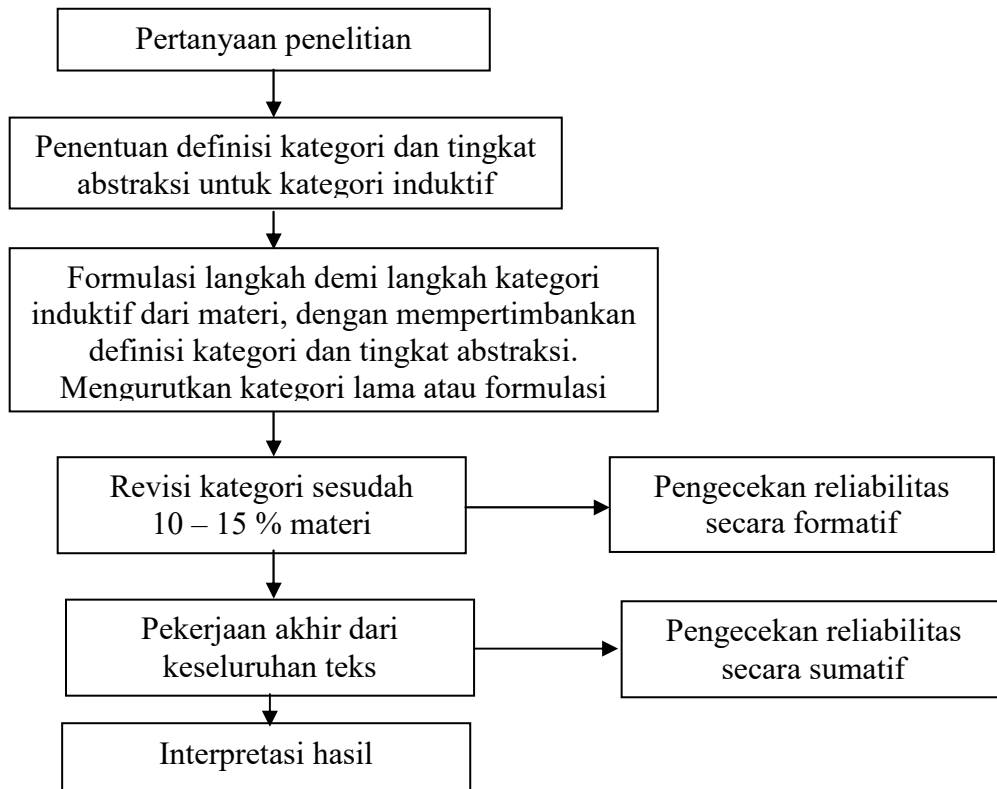 Pertanyaan penelitian
Penentuan definisi kategori dan tingkat
abstraksi untuk kategori induktif
Formulasi langkah demi langkah kategori
induktif dari materi, dengan mempertimbankan
definisi kategori dan tingkat abstraksi.
Mengurutkan kategori lama atau formulasi
Revisi kategori sesudah
10 – 15 % materi
Pengecekan reliabilitas
secara formatif
Pekerjaan akhir dari
keseluruhan teks
Pengecekan reliabilitas
secara sumatif
Interpretasi hasil